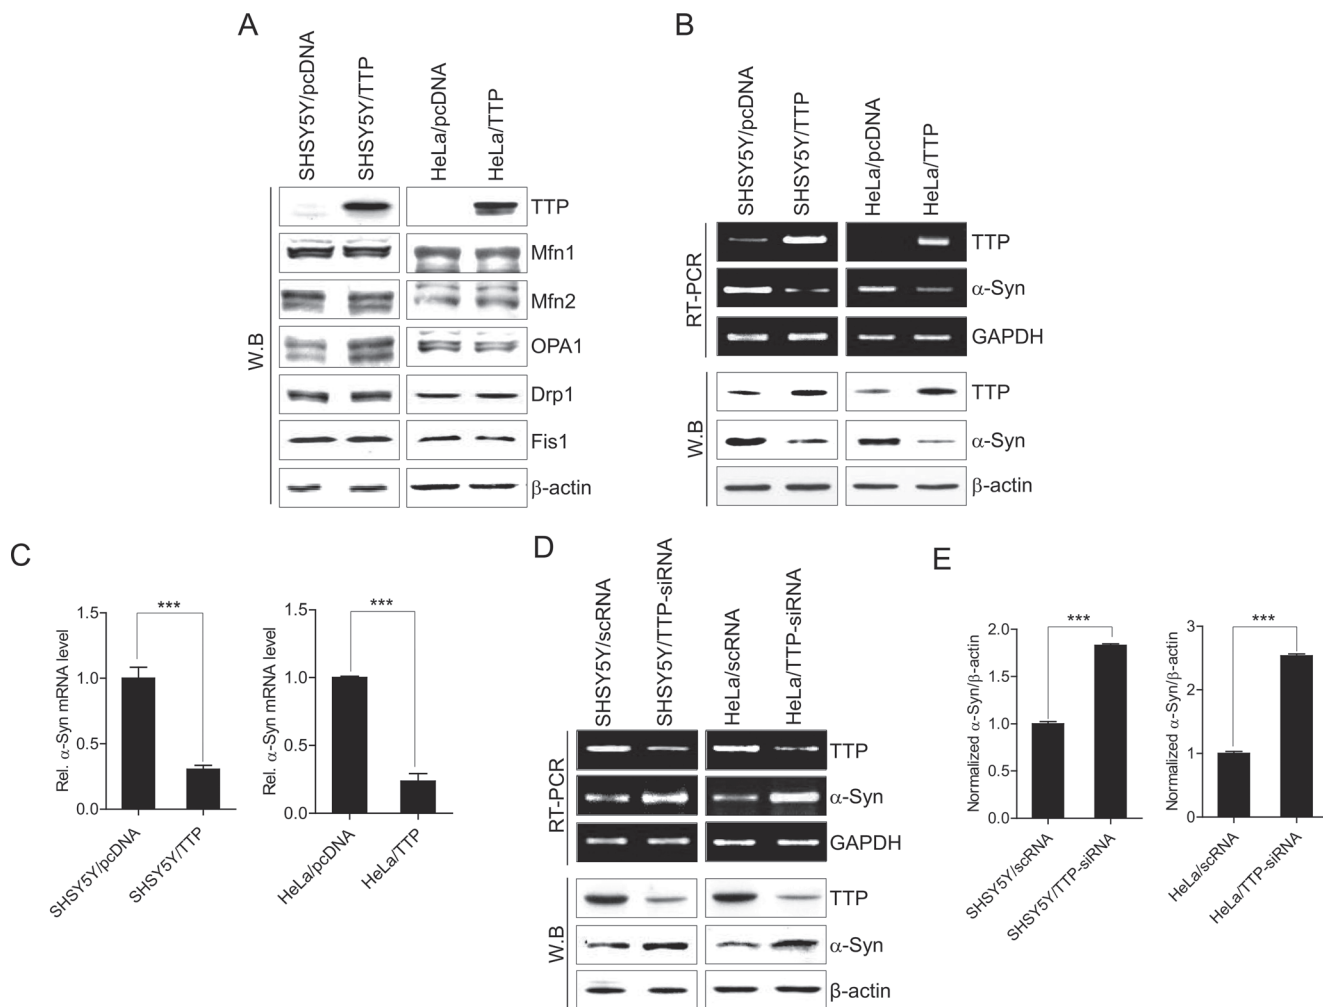 A
SHSY5Y/pcDNA
SHSY5Y/TTP
HeLa/pcDNA
HeLa/TTP
W.B
TTP
Mfn1
Mfn2
OPA1
Drp1
Fis1
β-actin
B
SHSY5Y/pcDNA
SHSY5Y/TTP
HeLa/pcDNA
HeLa/TTP
RT-PCR
TTP
α-Syn
GAPDH
W.B
TTP
α-Syn
β-actin
C
Rel. α-Syn mRNA level
1.5
1.0
0.5
0.0
***
SHSY5Y/pcDNA
SHSY5Y/TTP
Rel. α-Syn mRNA level
1.5
1.0
0.5
0.0
***
HeLa/pcDNA
HeLa/TTP
D
SHSY5Y/scRNA
SHSY5Y/TTP-siRNA
HeLa/scRNA
HeLa/TTP-siRNA
RT-PCR
TTP
α-Syn
GAPDH
W.B
TTP
α-Syn
β-actin
E
Normalized α-Syn/β-actin
2.0
1.5
1.0
0.5
0.0
***
SHSY5Y/scRNA
SHSY5Y/TTP-siRNA
Normalized α-Syn/β-actin
3
2
1
0
***
HeLa/scRNA
HeLa/TTP-siRNA